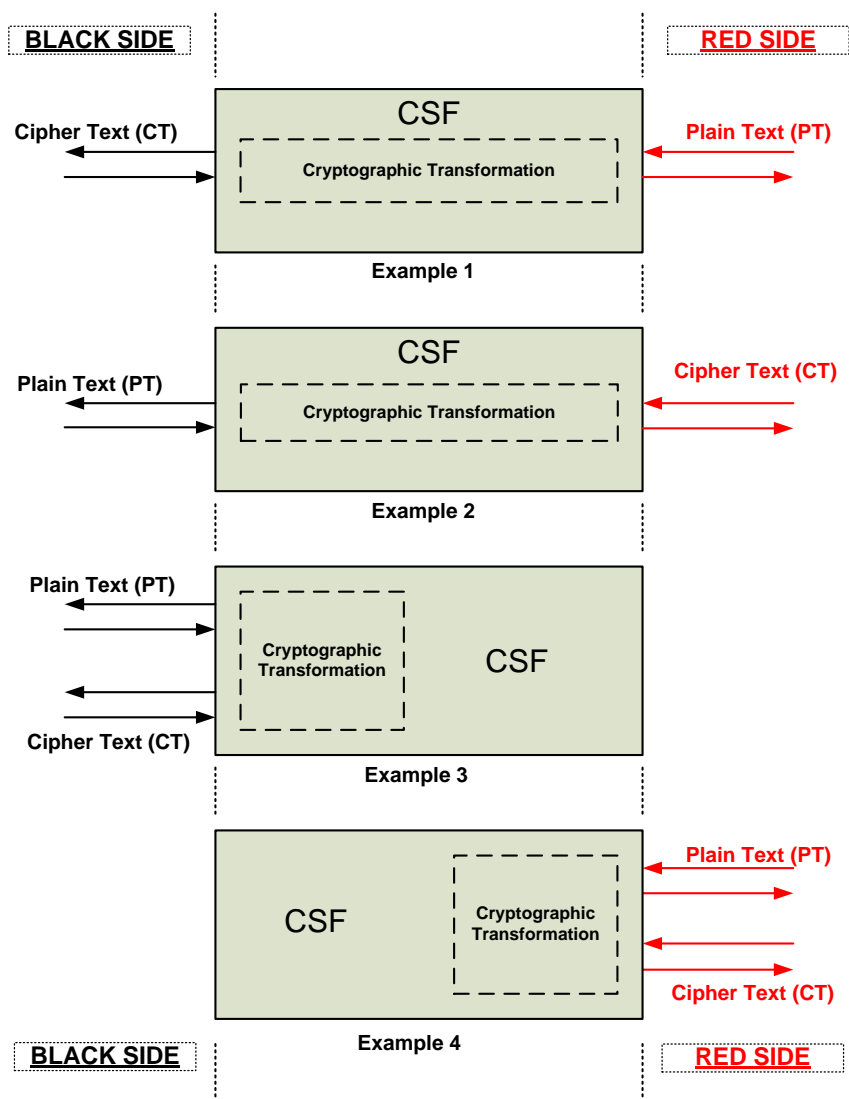 BLACK SIDE
RED SIDE
CSF
Cipher Text (CT)
Plain Text (PT)
Cryptographic Transformation
Example 1
CSF
Plain Text (PT)
Cipher Text (CT)
Cryptographic Transformation
Example 2
Plain Text (PT)
Cryptographic
Transformation
CSF
Cipher Text (CT)
Example 3
Plain Text (PT)
CSF
Cryptographic
Transformation
Cipher Text (CT)
Example 4
BLACK SIDE
RED SIDE